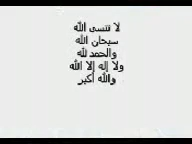 لا تنسى الله
سبحان الله
والحمد لله
ولا إله إلا الله
والله أكبر